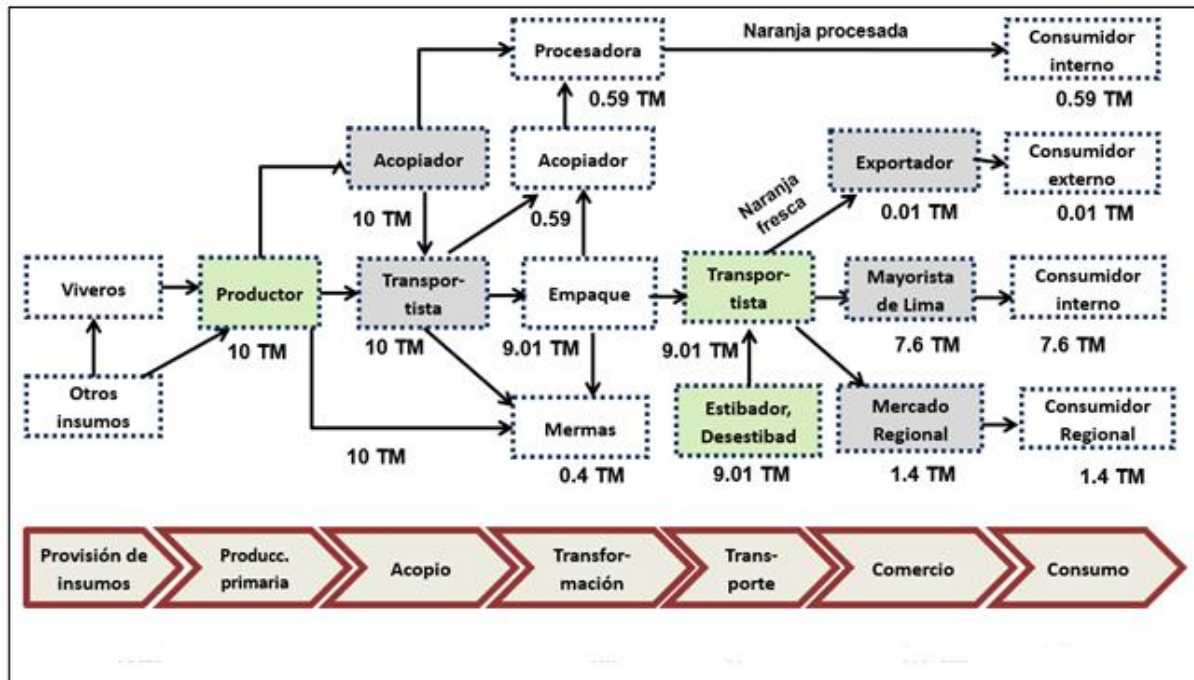 Procesadora
Naranja procesada
Consumidor
interno
0.59 TM
0.59 TM
Acopiador
Acopiador
Exportador
Consumidor
externo
10 TM
0.59
Naranja
fresca
0.01 TM
0.01 TM
Viveros
Productor
Transpor-
tista
Empaque
Transpor-
tista
Mayorista
de Lima
Consumidor
interno
10 TM
10 TM
9.01 TM
9.01 TM
7.6 TM
7.6 TM
Otros
insumos
Mermas
Estibador,
Desestibad
Mercado
Regional
Consumidor
Regional
10 TM
0.4 TM
9.01 TM
1.4 TM
1.4 TM
Provisión de
insumos
Producc.
primaria
Acopio
Transfor-
mación
Trans-
porte
Comercio
Consumo